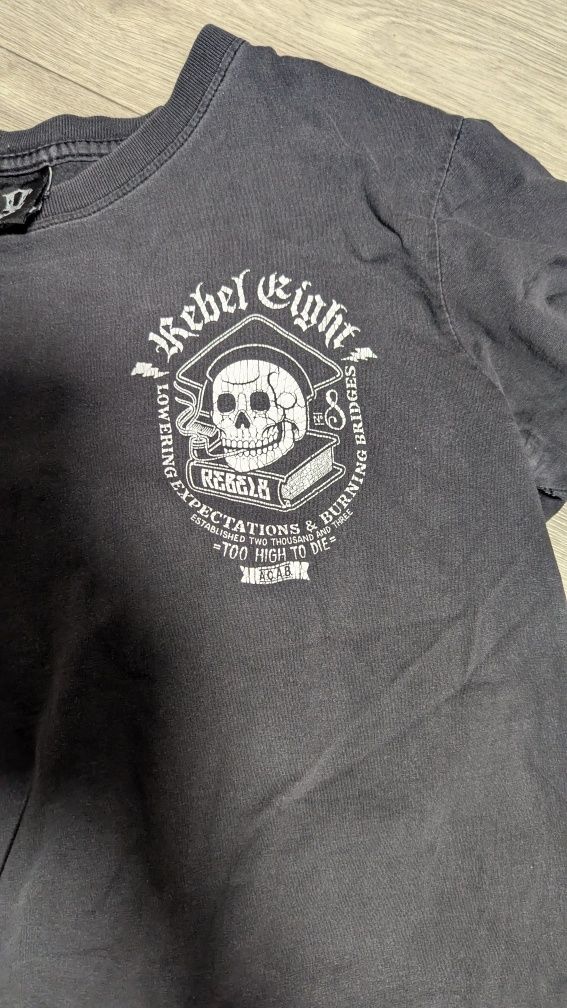 Rebel Eight
Nº 8
REBEL8
LOWERING EXPECTATIONS & BURNING BRIDGES
ESTABLISHED TWO THOUSAND AND THREE
=TOO HIGH TO DIE=
A.C.A.B.